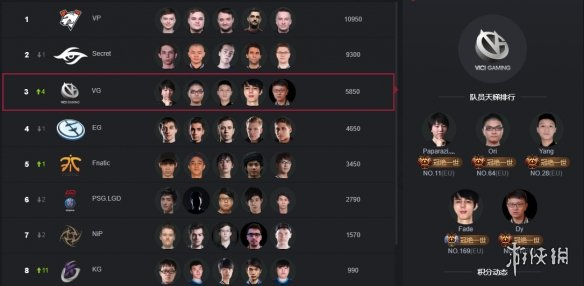 1 VP 10950
2 ↓1 Secret 9300
3 ↑4 VICI GAMING VG 5850
4 ↓1 EG 4650
5 ↑1 Fnatic 3450
6 ↓2 PSG.LGD 2790
7 ↓2 NiP 1570
8 ↑11 KG 990
VICI GAMING
队员天梯排行
Paparazi... Ori Yang
冠绝一世 冠绝一世 冠绝一世
NO.11(EU) NO.64(EU) NO.28(EU)
Fade Dy
冠绝一世 冠绝一世
NO.169(EU)
积分动态
游侠网